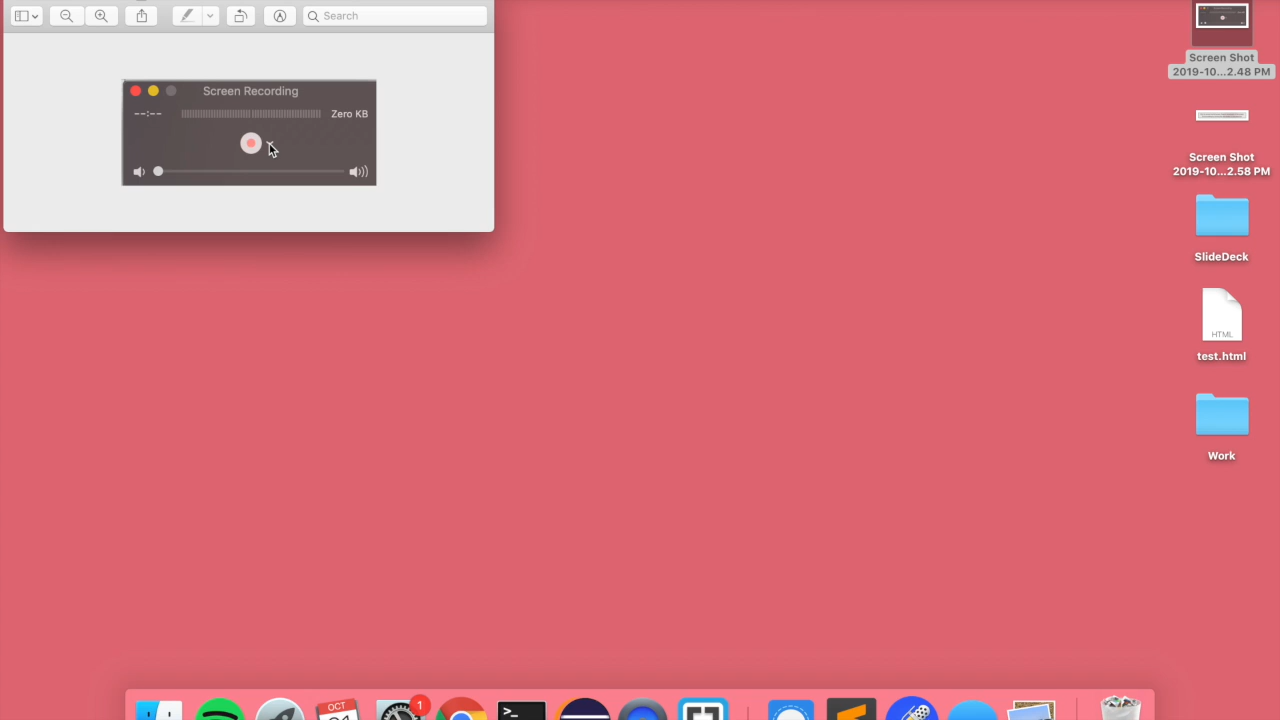 Search
Screen Recording
--:--
Zero KB
Screen Shot
2019-10...2.48 PM
Screen Shot
2019-10...2.58 PM
SlideDeck
HTML
test.html
Work
1
OCT
>_